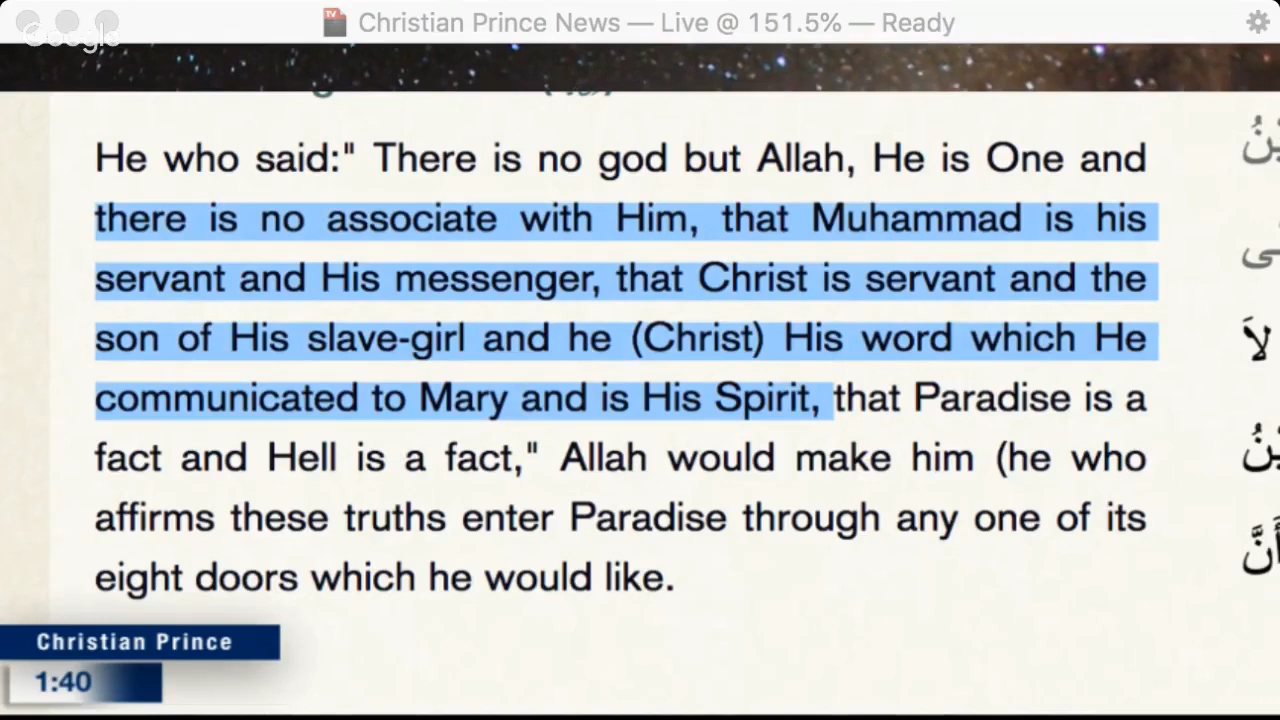 Christian Prince News — Live @ 151.5% — Ready
Google
He who said:" There is no god but Allah, He is One and
there is no associate with Him, that Muhammad is his
servant and His messenger, that Christ is servant and the
son of His slave-girl and he (Christ) His word which He
communicated to Mary and is His Spirit, that Paradise is a
fact and Hell is a fact," Allah would make him (he who
affirms these truths enter Paradise through any one of its
eight doors which he would like.
لاَ
أَنَّ
Christian Prince
1:40